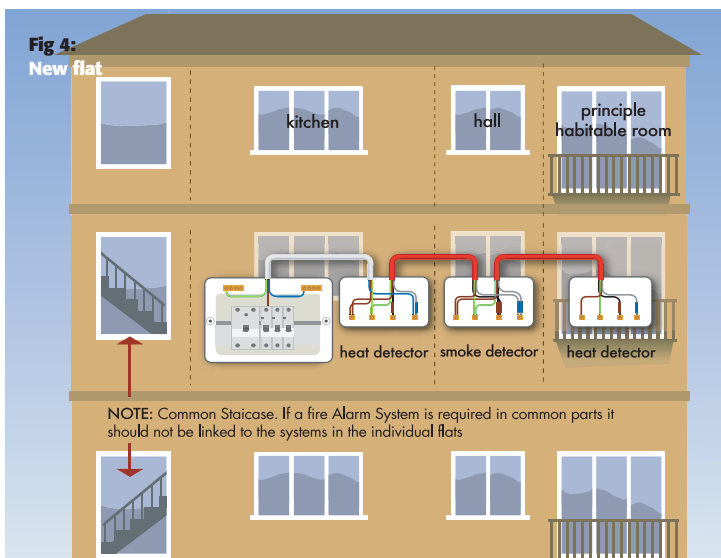 Fig 4:
New flat
kitchen
hall
principle
habitable room
heat detector
smoke detector
heat detector
NOTE: Common Staicase. If a fire Alarm System is required in common parts it
should not be linked to the systems in the individual flats